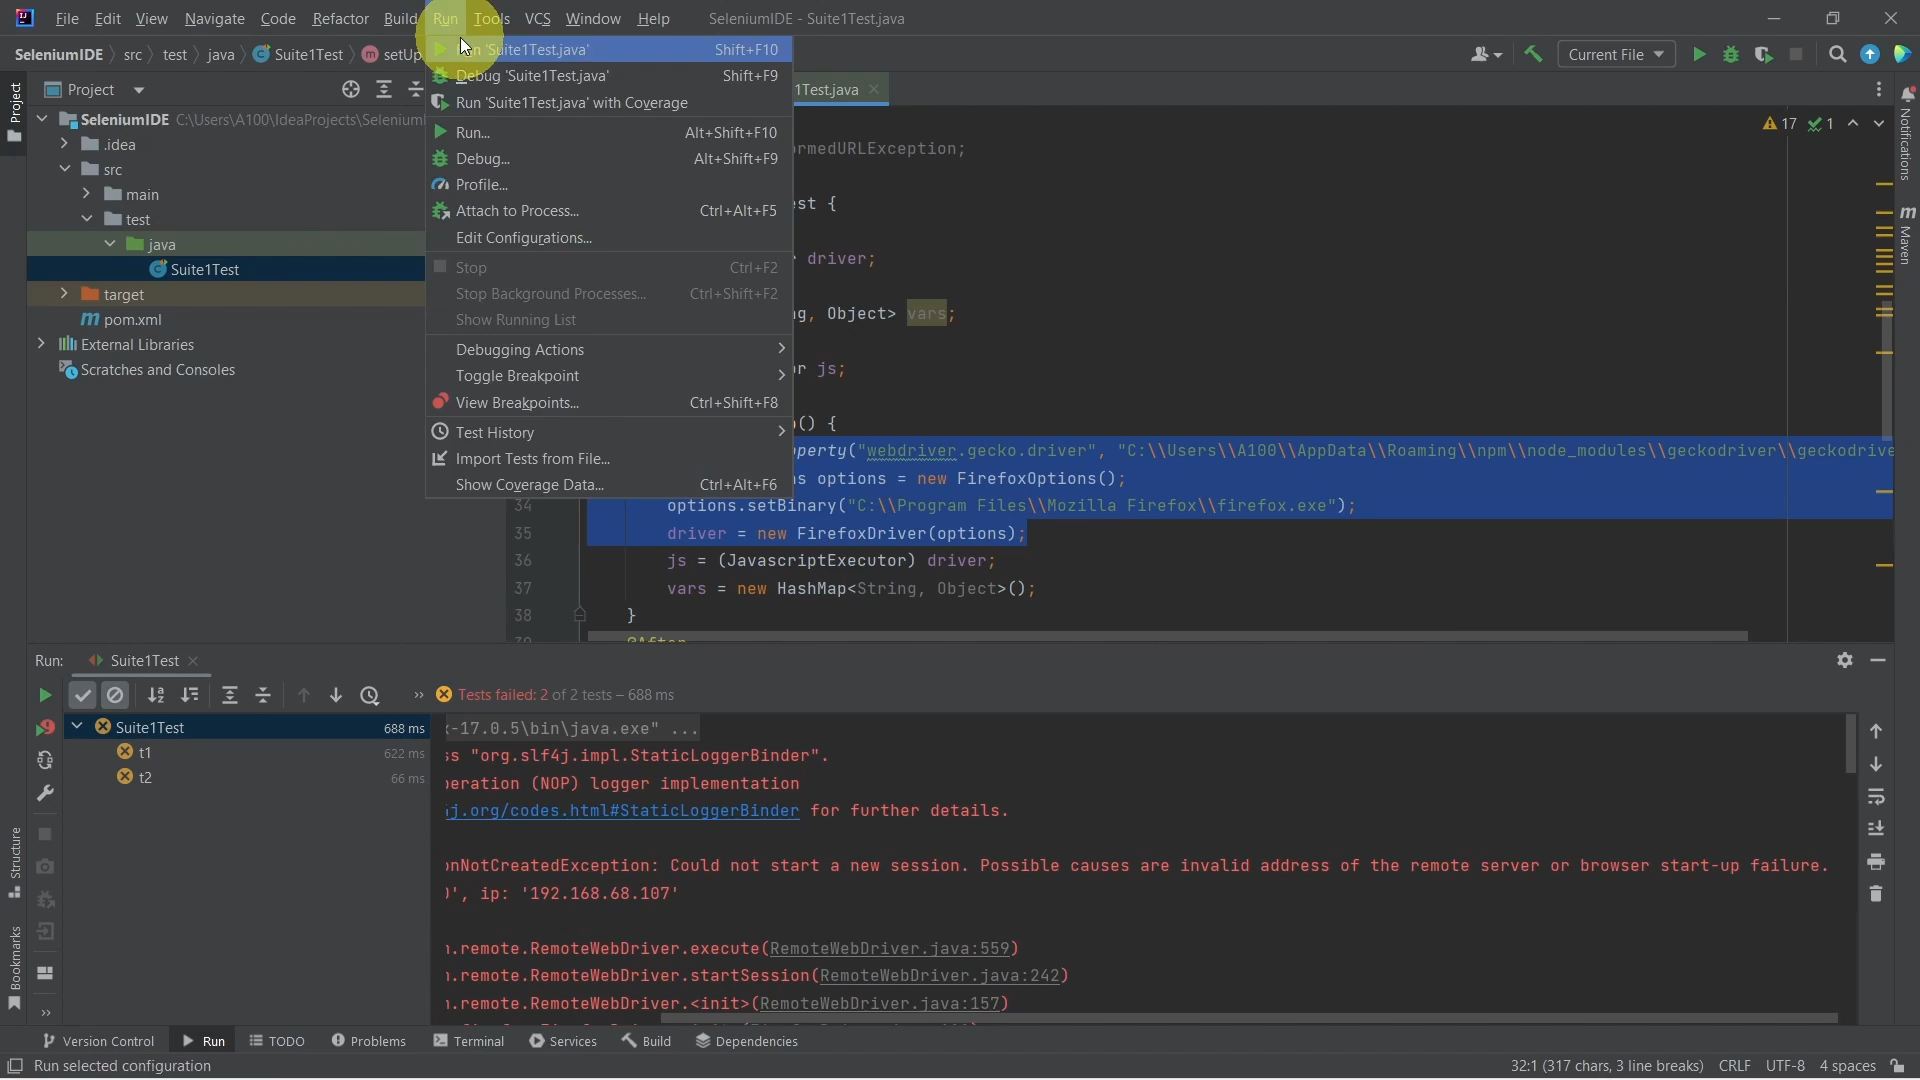 File Edit View Navigate Code Refactor Build Run Tools VCS Window Help SeleniumIDE - Suite1Test.java
SeleniumIDE src test java Suite1Test setUp
Current File
Project
SeleniumIDE C:\Users\A100\IdeaProjects\Selenium
.idea
src
main
test
java
Suite1Test
target
pom.xml
External Libraries
Scratches and Consoles
'Suite1Test.java' Shift+F10
Debug 'Suite1Test.java' Shift+F9
Run 'Suite1Test.java' with Coverage
Run... Alt+Shift+F10
Debug... Alt+Shift+F9
Profile...
Attach to Process... Ctrl+Alt+F5
Edit Configurations...
Stop Ctrl+F2
Stop Background Processes... Ctrl+Shift+F2
Show Running List
Debugging Actions
Toggle Breakpoint
View Breakpoints... Ctrl+Shift+F8
Test History
Import Tests from File...
Show Coverage Data... Ctrl+Alt+F6
1Test.java
17 1
ormedURLException;
st {
driver;
g, Object> vars;
r js;
() {
perty("webdriver.gecko.driver", "C:\\Users\\A100\\AppData\\Roaming\\npm\\node_modules\\geckodriver\\geckodrive
s options = new FirefoxOptions();
34 options.setBinary("C:\\Program Files\\Mozilla Firefox\\firefox.exe");
35 driver = new FirefoxDriver(options);
36 js = (JavascriptExecutor) driver;
37 vars = new HashMap<String, Object>();
38 }
39 @After
Project
Structure
Bookmarks
Notifications
Maven
Run: Suite1Test
Tests failed: 2 of 2 tests – 688 ms
Suite1Test 688 ms
t1 622 ms
t2 66 ms
-17.0.5\bin\java.exe" ...
ss "org.slf4j.impl.StaticLoggerBinder".
peration (NOP) logger implementation
j.org/codes.html#StaticLoggerBinder for further details.
onNotCreatedException: Could not start a new session. Possible causes are invalid address of the remote server or browser start-up failure.
', ip: '192.168.68.107'
.remote.RemoteWebDriver.execute(RemoteWebDriver.java:559)
.remote.RemoteWebDriver.startSession(RemoteWebDriver.java:242)
.remote.RemoteWebDriver.<init>(RemoteWebDriver.java:157)
Version Control Run TODO Problems Terminal Services Build Dependencies
Run selected configuration 32:1 (317 chars, 3 line breaks) CRLF UTF-8 4 spaces